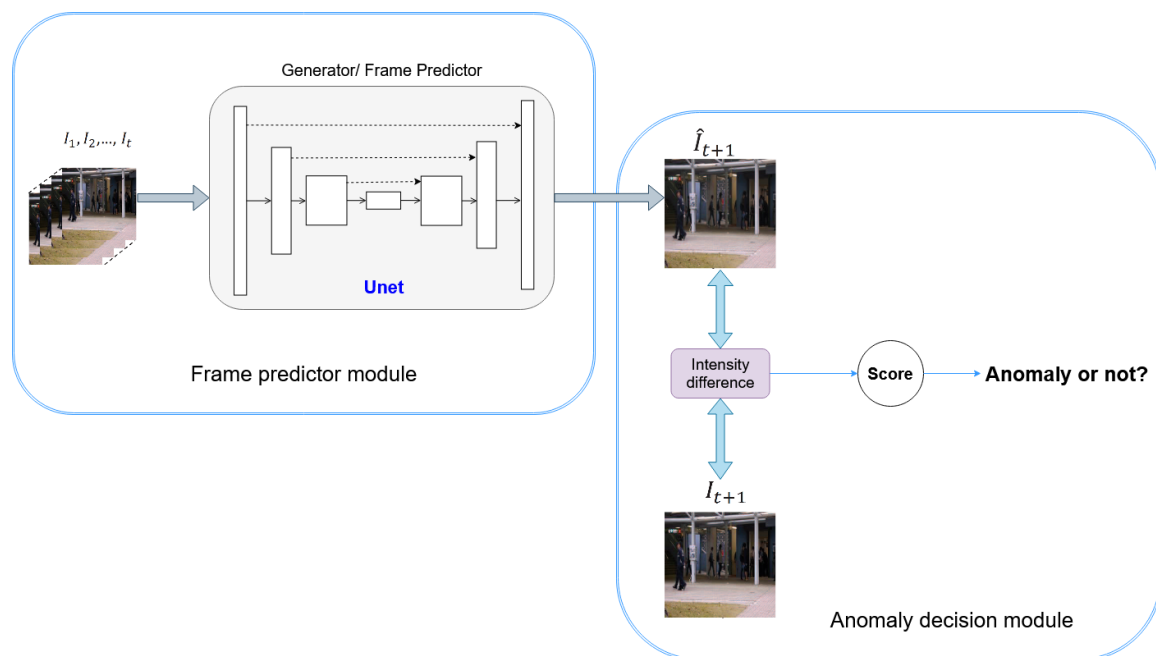 Generator/ Frame Predictor
I₁, I₂,..., Iₜ
Unet
Frame predictor module
Îₜ₊₁
Intensity
difference
Score
Anomaly or not?
Iₜ₊₁
Anomaly decision module